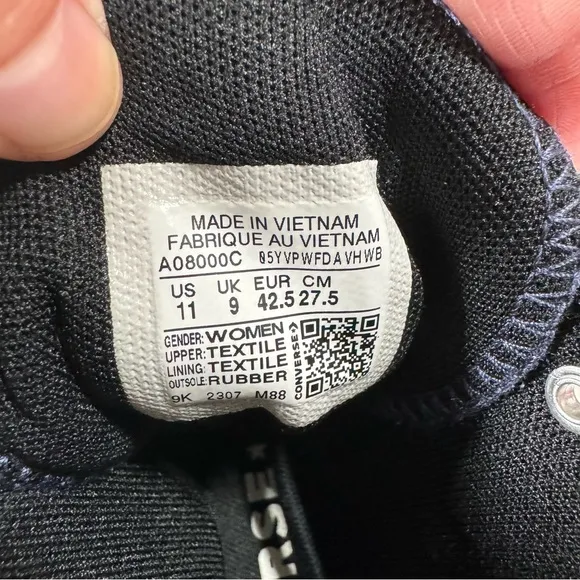 MADE IN VIETNAM
FABRIQUE AU VIETNAM
A08000C 05YVPWFDAVHWB
US UK EUR CM
11 9 42.5 27.5
GENDER: WOMEN
UPPER: TEXTILE
LINING: TEXTILE
OUTSOLE: RUBBER
CONVERSE
9K 2307 M88
RSE